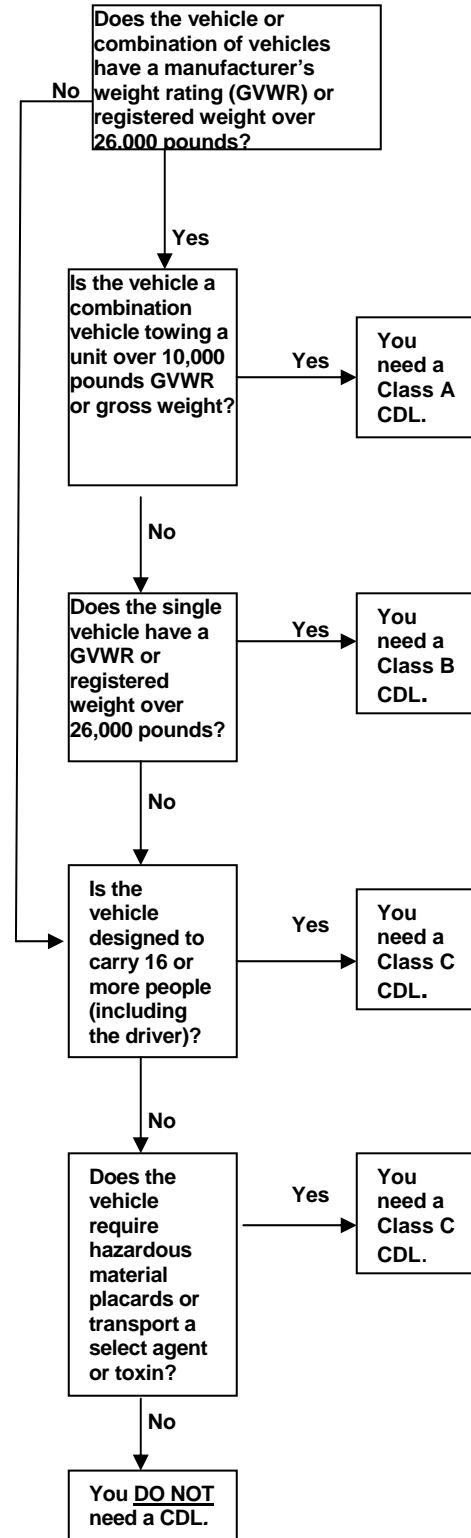 Does the vehicle or
combination of vehicles
have a manufacturer’s
weight rating (GVWR) or
registered weight over
26,000 pounds?
No
Yes
Is the vehicle a
combination
vehicle towing a
unit over 10,000
pounds GVWR
or gross weight?
Yes
You
need a
Class A
CDL.
No
Does the single
vehicle have a
GVWR or
registered
weight over
26,000 pounds?
Yes
You
need a
Class B
CDL.
No
Is the
vehicle
designed to
carry 16 or
more people
(including
the driver)?
Yes
You
need a
Class C
CDL.
No
Does the
vehicle
require
hazardous
material
placards or
transport a
select agent
or toxin?
Yes
You
need a
Class C
CDL.
No
You DO NOT
need a CDL.